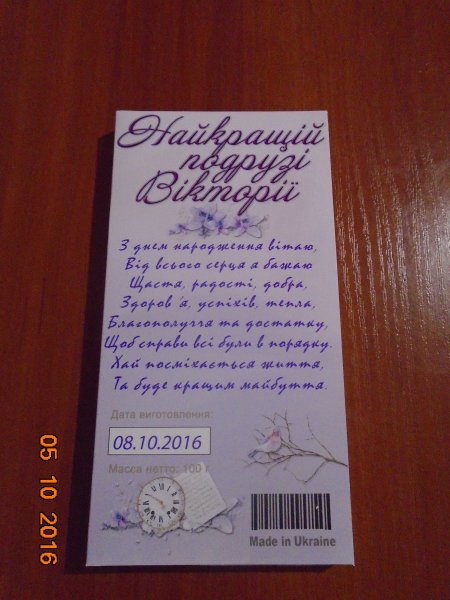 Найкращій
подрузі
Вікторії
З днем народження вітаю,
Від всього серця я бажаю
Щастя, радості, добра,
Здоров'я, успіхів, тепла,
Благополуччя та достатку,
Щоб справи всі були в порядку.
Хай посміхається життя,
Та буде кращим майбуття.
Дата виготовлення:
08.10.2016
Масса нетто: 100 г
Made in Ukraine
05 10 2016